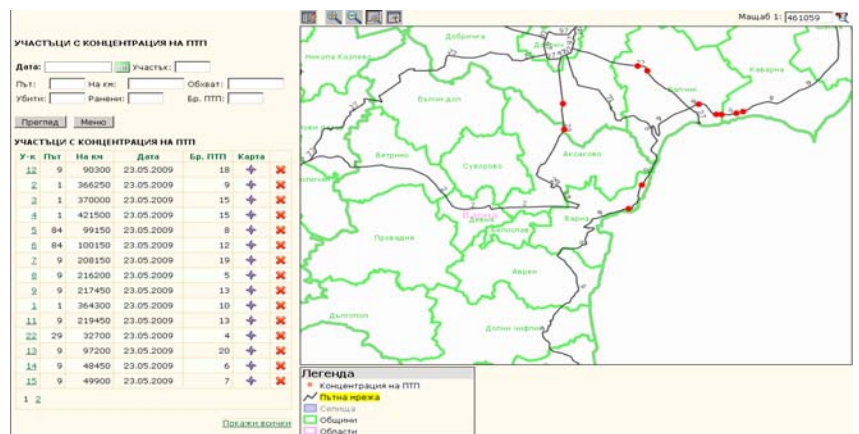 Мащаб 1: 461059
УЧАСТЪЦИ С КОНЦЕНТРАЦИЯ НА ПТП
Дата: Участък:
Път: На км: Обхват:
Убити: Ранени: Бр. ПТП:
Преглед Меню
УЧАСТЪЦИ С КОНЦЕНТРАЦИЯ НА ПТП
У-к Път На км Дата Бр. ПТП Карта
12 9 90300 23.05.2009 18
2 1 366250 23.05.2009 9
3 1 370000 23.05.2009 15
4 1 421500 23.05.2009 15
5 84 99150 23.05.2009 8
6 84 100150 23.05.2009 12
7 9 208150 23.05.2009 19
8 9 216200 23.05.2009 5
9 9 217450 23.05.2009 13
1 1 364300 23.05.2009 10
11 9 219450 23.05.2009 13
22 29 32700 23.05.2009 4
13 9 97200 23.05.2009 20
14 9 48450 23.05.2009 6
15 9 49900 23.05.2009 7
1 2
Покажи всички
Добричка
Никола Козлево
Каварна
Балчик
Вълчи дол
Ветрино
Суворово
Аксаково
Варна
Девня
Варна
Белослав
Провадия
Аврен
Дългопол
Долни чифлик
Легенда
Концентрация на ПТП
Пътна мрежа
Селища
Общини
Области